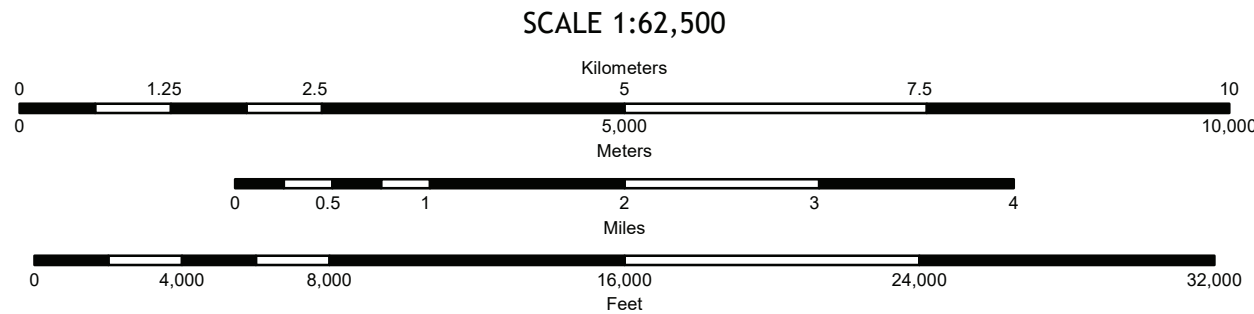 SCALE 1:62,500
Kilometers
0 1.25 2.5 5 7.5 10
0 5,000 10,000
Meters
0 0.5 1 2 3 4
Miles
0 4,000 8,000 16,000 24,000 32,000
Feet